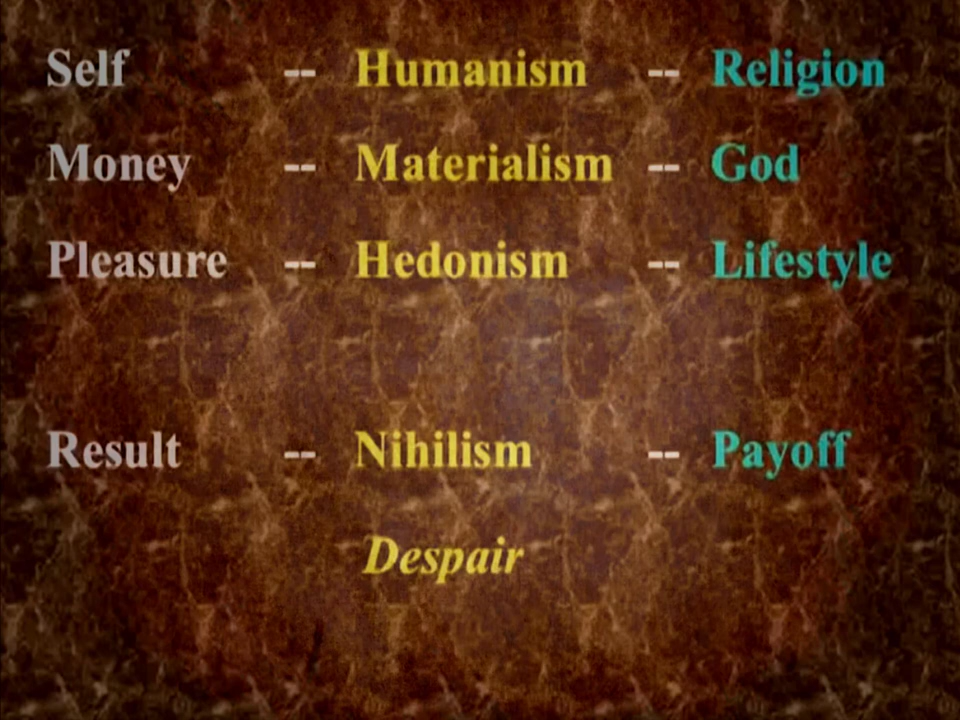 Self -- Humanism -- Religion
Money -- Materialism -- God
Pleasure -- Hedonism -- Lifestyle
Result -- Nihilism -- Payoff
Despair